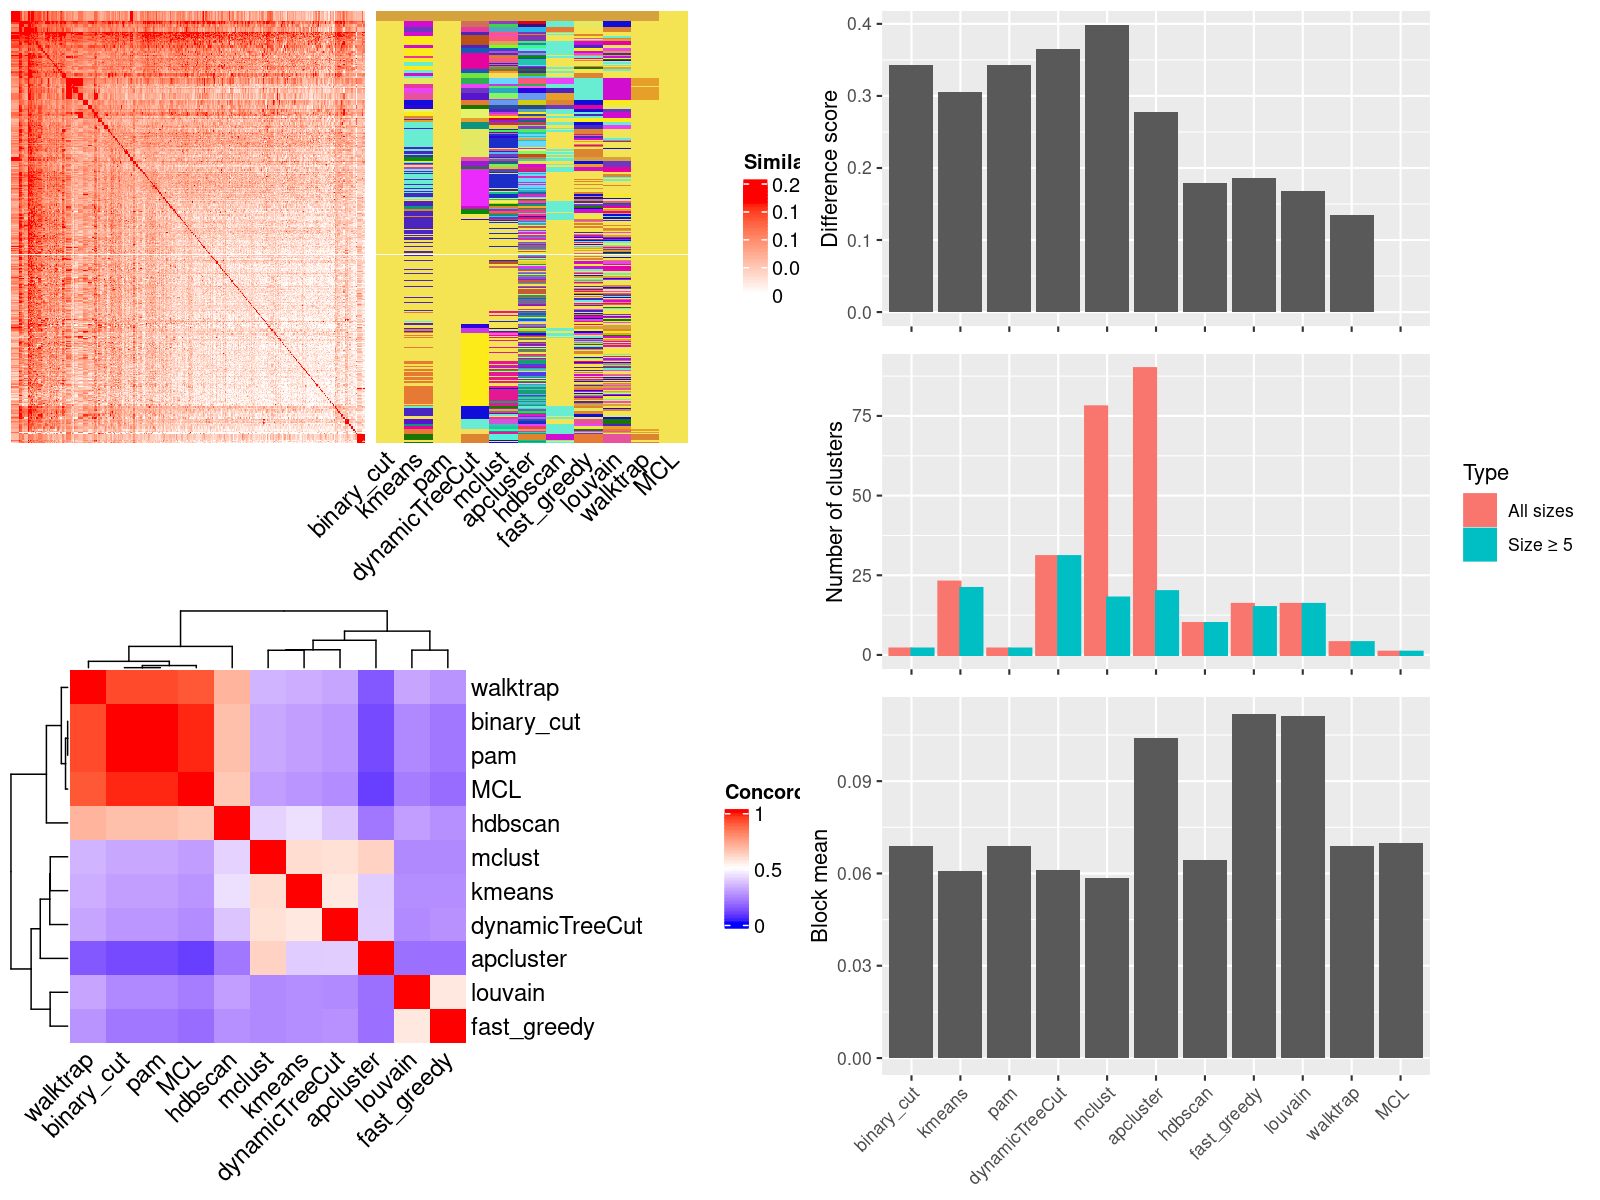 Simila
0.2
0.1
0.1
0.0
0
binary_cut
kmeans
pam
dynamicTreeCut
mclust
apcluster
hdbscan
fast_greedy
louvain
walktrap
MCL
walktrap
binary_cut
pam
MCL
hdbscan
mclust
kmeans
dynamicTreeCut
apcluster
louvain
fast_greedy
walktrap
binary_cut
pam
MCL
hdbscan
mclust
kmeans
dynamicTreeCut
apcluster
louvain
fast_greedy
Concord
1
0.5
0
Difference score
0.4
0.3
0.2
0.1
0.0
Number of clusters
75
50
25
0
Type
All sizes
Size ≥ 5
Block mean
0.09
0.06
0.03
0.00
binary_cut
kmeans
pam
dynamicTreeCut
mclust
apcluster
hdbscan
fast_greedy
louvain
walktrap
MCL